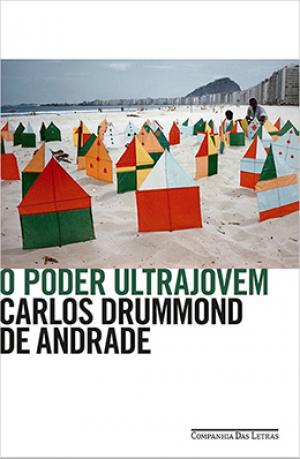 O PODER ULTRAJOVEM
CARLOS DRUMMOND
DE ANDRADE
COMPANHIA DAS LETRAS